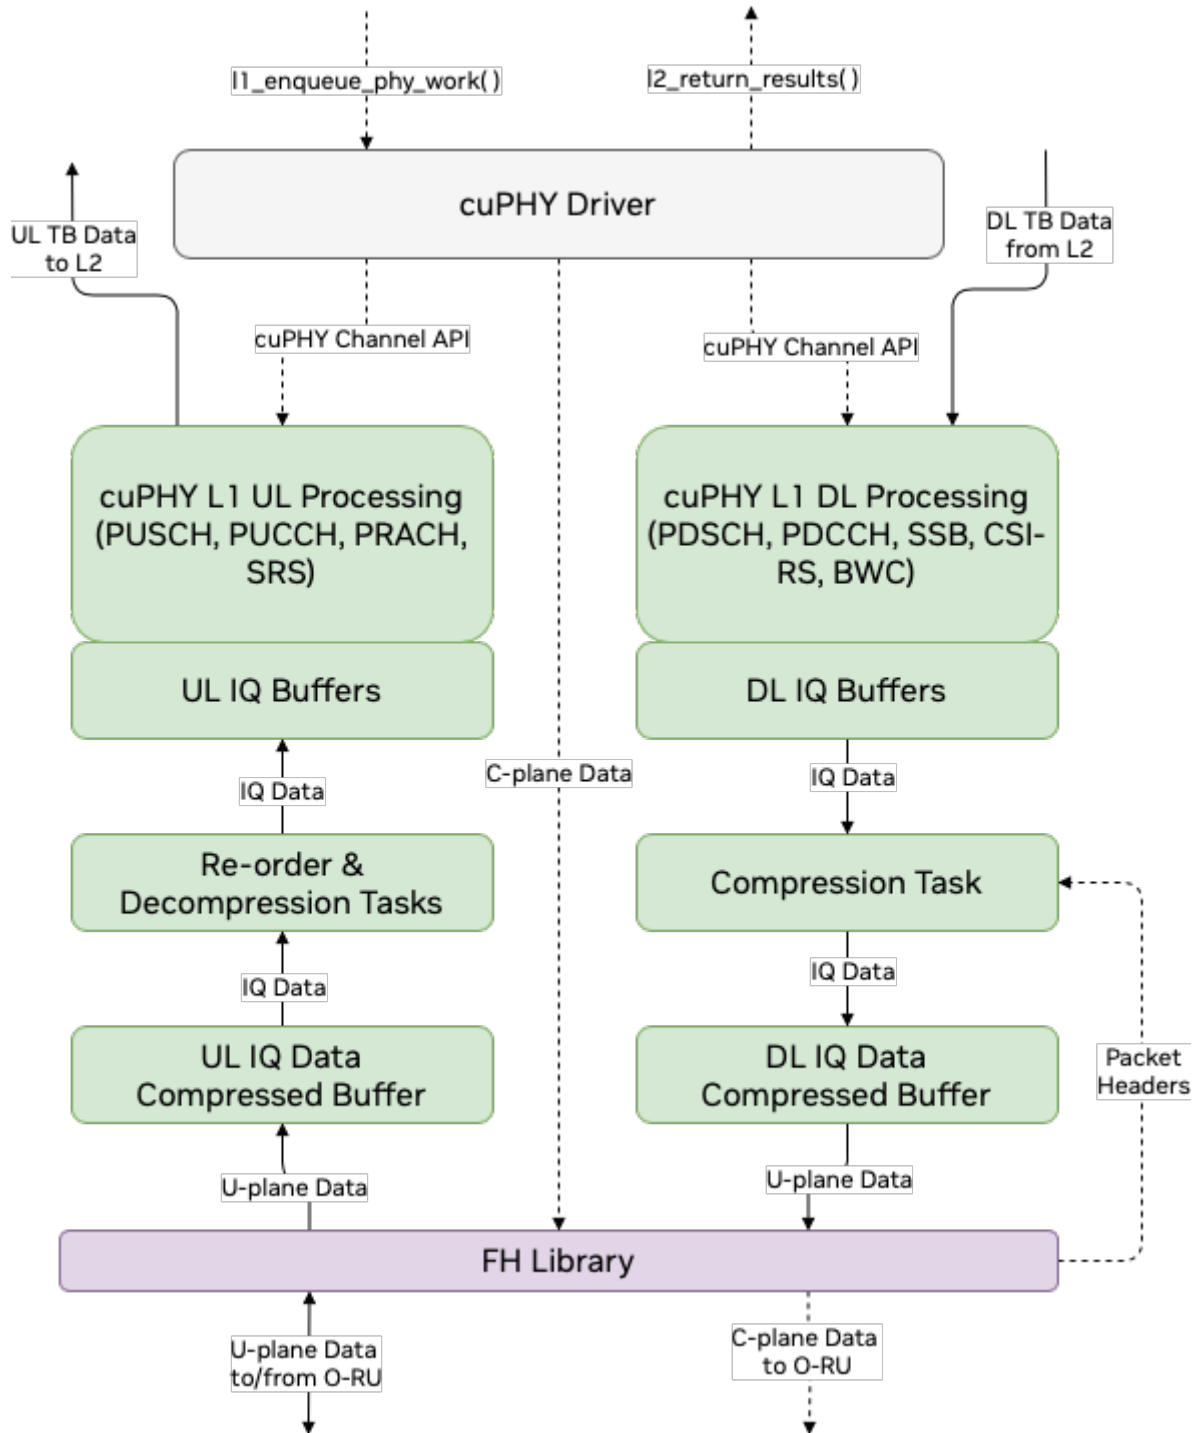 l1_enqueue_phy_work( )
l2_return_results( )
cuPHY Driver
UL TB Data
to L2
DL TB Data
from L2
cuPHY Channel API
cuPHY Channel API
cuPHY L1 UL Processing
(PUSCH, PUCCH, PRACH,
SRS)
cuPHY L1 DL Processing
(PDSCH, PDCCH, SSB, CSI-
RS, BWC)
UL IQ Buffers
DL IQ Buffers
C-plane Data
IQ Data
IQ Data
Re-order &
Decompression Tasks
Compression Task
IQ Data
IQ Data
UL IQ Data
Compressed Buffer
DL IQ Data
Compressed Buffer
Packet
Headers
U-plane Data
U-plane Data
FH Library
U-plane Data
to/from O-RU
C-plane Data
to O-RU